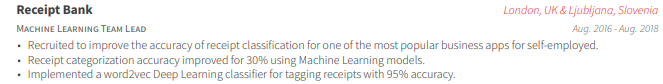 Receipt Bank London, UK & Ljubljana, Slovenia
Machine Learning Team Lead Aug. 2016 - Aug. 2018
• Recruited to improve the accuracy of receipt classification for one of the most popular business apps for self-employed.
• Receipt categorization accuracy improved for 30% using Machine Learning models.
• Implemented a word2vec Deep Learning classifier for tagging receipts with 95% accuracy.